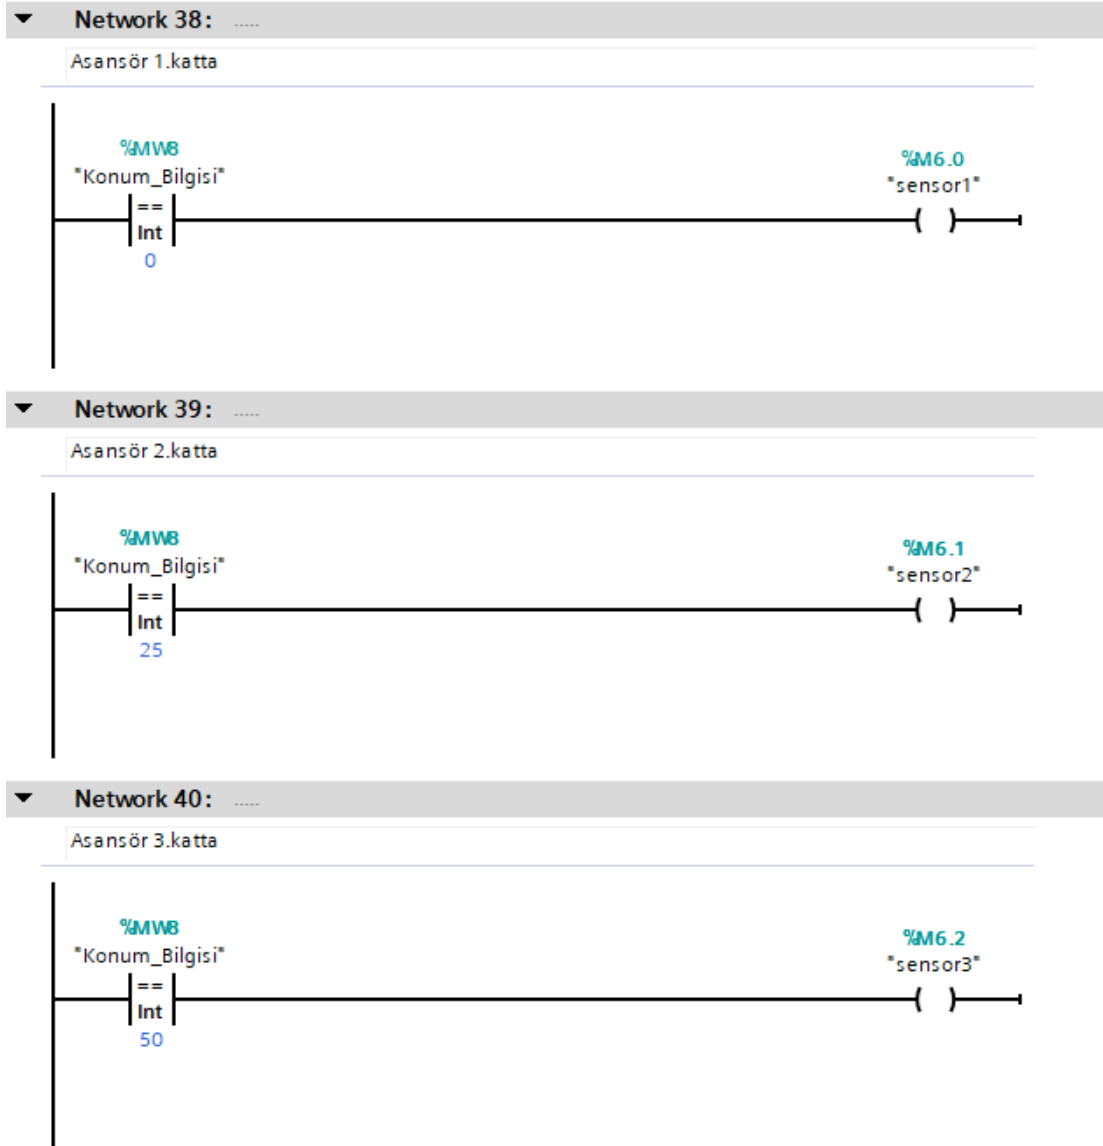 Network 38: .....
Asansör 1.katta
%MW8
"Konum_Bilgisi"
==
Int
0
%M6.0
"sensor1"
( )
Network 39: .....
Asansör 2.katta
%MW8
"Konum_Bilgisi"
==
Int
25
%M6.1
"sensor2"
( )
Network 40: .....
Asansör 3.katta
%MW8
"Konum_Bilgisi"
==
Int
50
%M6.2
"sensor3"
( )